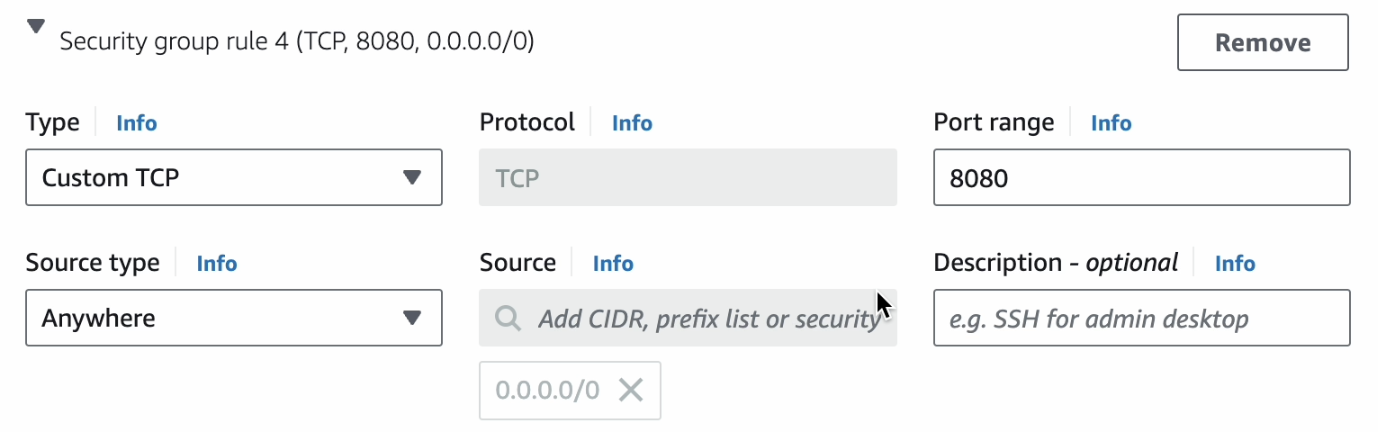 Security group rule 4 (TCP, 8080, 0.0.0.0/0)
Remove
Type Info
Protocol Info
Port range Info
Custom TCP
TCP
8080
Source type Info
Source Info
Description - optional Info
Anywhere
Add CIDR, prefix list or security
e.g. SSH for admin desktop
0.0.0.0/0